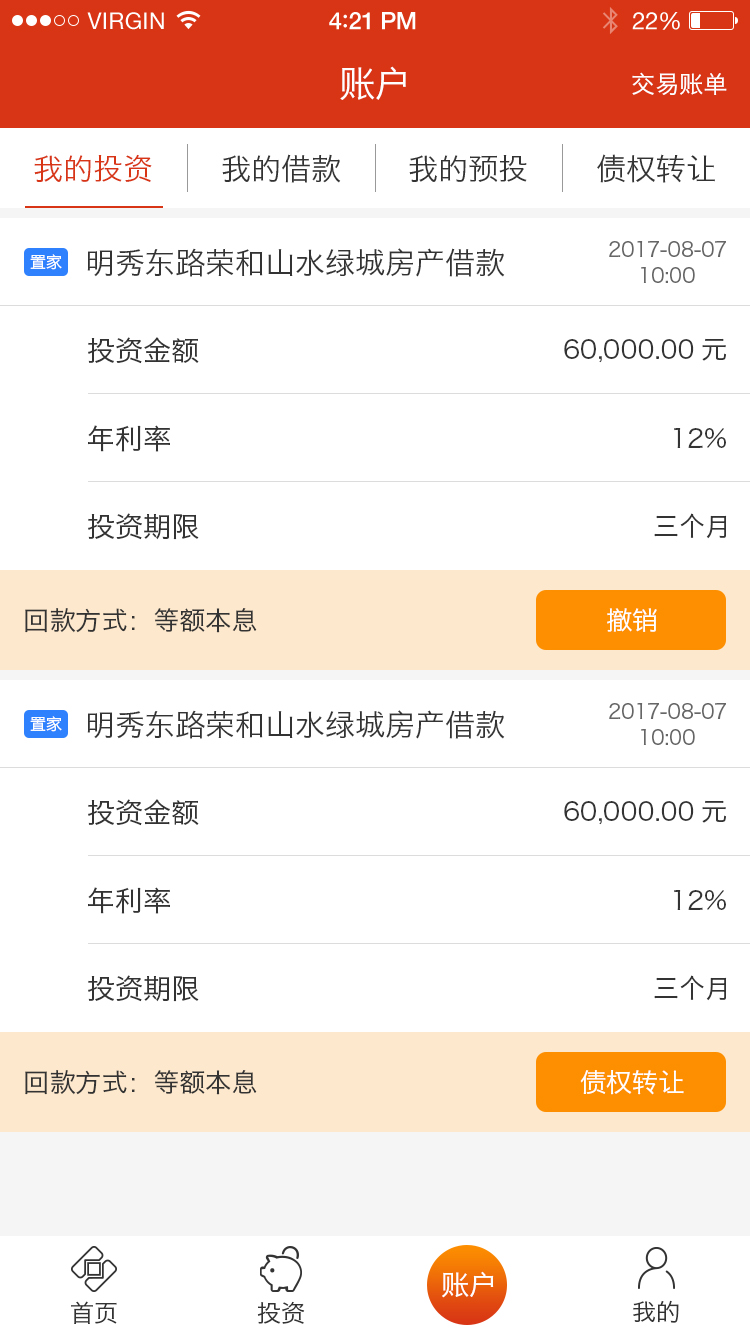 VIRGIN 4:21 PM 22%
账户 交易账单
我的投资 我的借款 我的预投 债权转让
置家 明秀东路荣和山水绿城房产借款 2017-08-07
10:00
投资金额 60,000.00 元
年利率 12%
投资期限 三个月
回款方式：等额本息 撤销
置家 明秀东路荣和山水绿城房产借款 2017-08-07
10:00
投资金额 60,000.00 元
年利率 12%
投资期限 三个月
回款方式：等额本息 债权转让
首页 投资 账户 我的